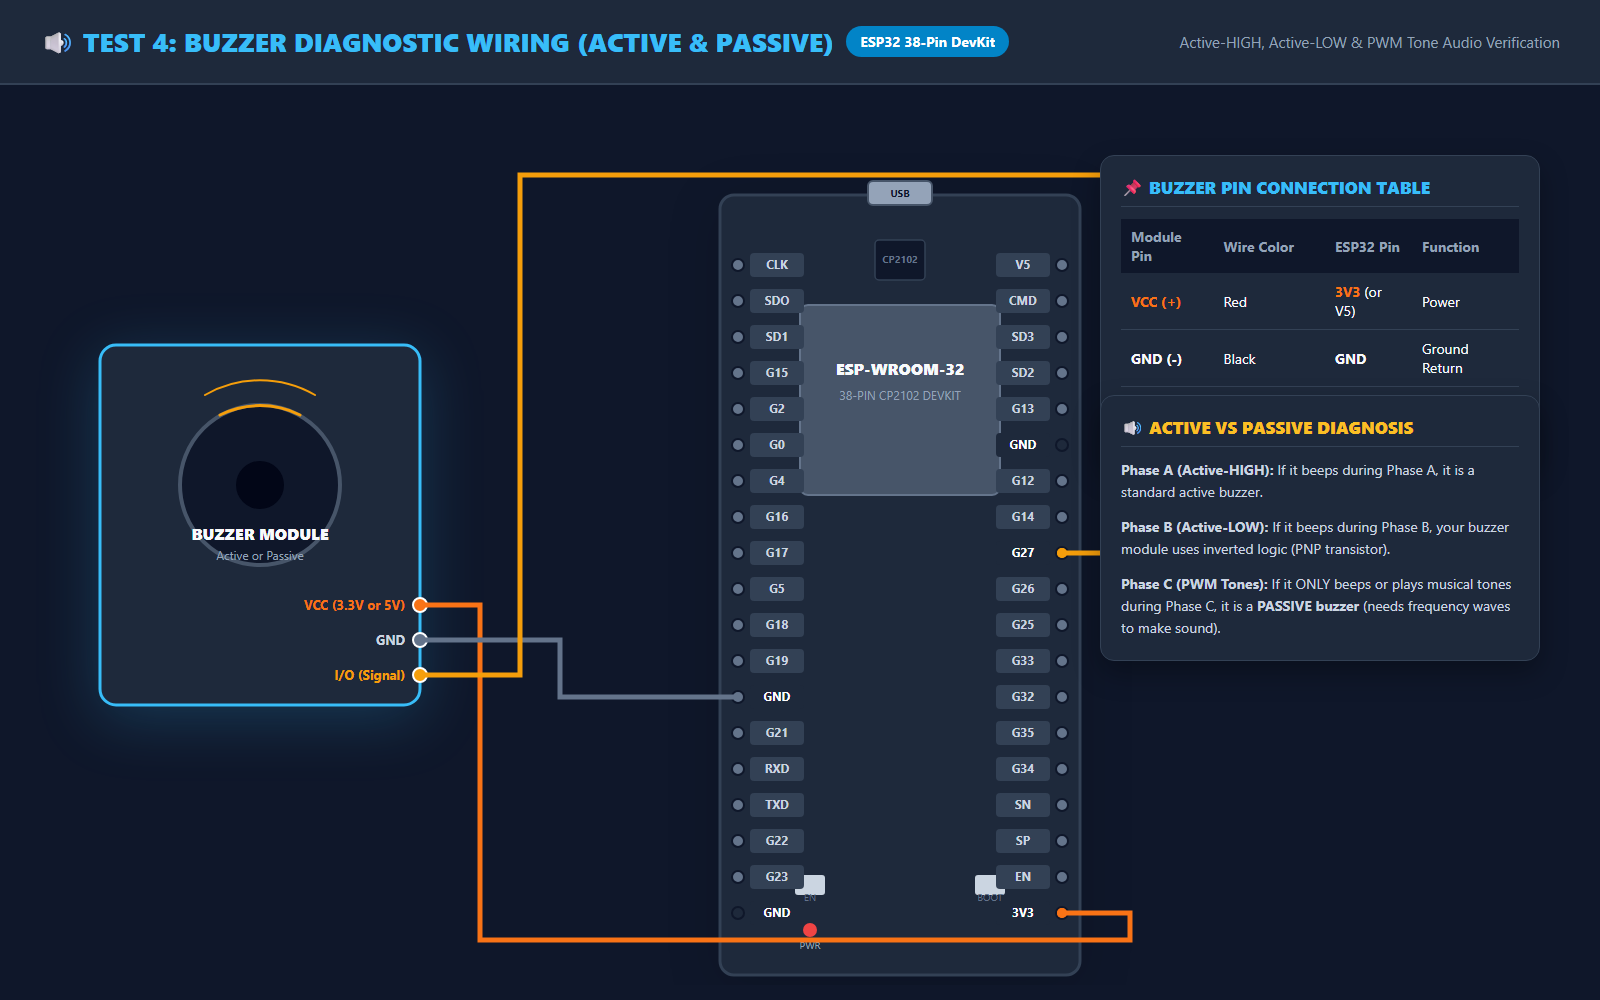 TEST 4: BUZZER DIAGNOSTIC WIRING (ACTIVE & PASSIVE)
ESP32 38-Pin DevKit
Active-HIGH, Active-LOW & PWM Tone Audio Verification
BUZZER MODULE
Active or Passive
VCC (3.3V or 5V)
GND
I/O (Signal)
USB
CP2102
ESP-WROOM-32
38-PIN CP2102 DEVKIT
CLK
SD0
SD1
G15
G2
G0
G4
G16
G17
G5
G18
G19
GND
G21
RXD
TXD
G22
G23
GND
V5
CMD
SD3
SD2
G13
GND
G12
G14
G27
G26
G25
G33
G32
G35
G34
SN
SP
EN
3V3
EN
BOOT
PWR
BUZZER PIN CONNECTION TABLE
Module Pin Wire Color ESP32 Pin Function
VCC (+) Red 3V3 (or V5) Power
GND (-) Black GND Ground Return
ACTIVE VS PASSIVE DIAGNOSIS
Phase A (Active-HIGH): If it beeps during Phase A, it is a
standard active buzzer.
Phase B (Active-LOW): If it beeps during Phase B, your buzzer
module uses inverted logic (PNP transistor).
Phase C (PWM Tones): If it ONLY beeps or plays musical tones
during Phase C, it is a PASSIVE buzzer (needs frequency waves
to make sound).